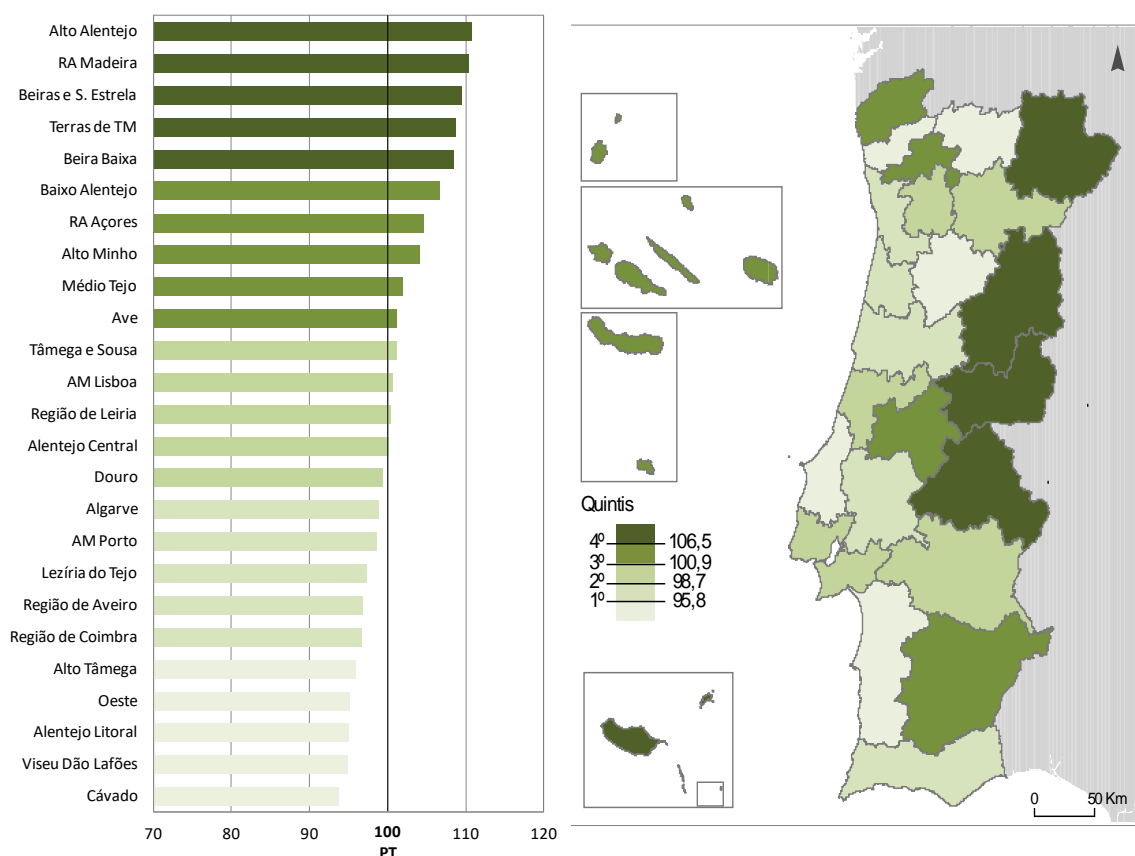 Alto Alentejo
RA Madeira
Beiras e S. Estrela
Terras de TM
Beira Baixa
Baixo Alentejo
RA Açores
Alto Minho
Médio Tejo
Ave
Tâmega e Sousa
AM Lisboa
Região de Leiria
Alentejo Central
Douro
Algarve
AM Porto
Lezíria do Tejo
Região de Aveiro
Região de Coimbra
Alto Tâmega
Oeste
Alentejo Litoral
Viseu Dão Lafões
Cávado
70 80 90 100 110 120
PT
Quintis
4º 106,5
3º 100,9
2º 98,7
1º 95,8
0 50 Km